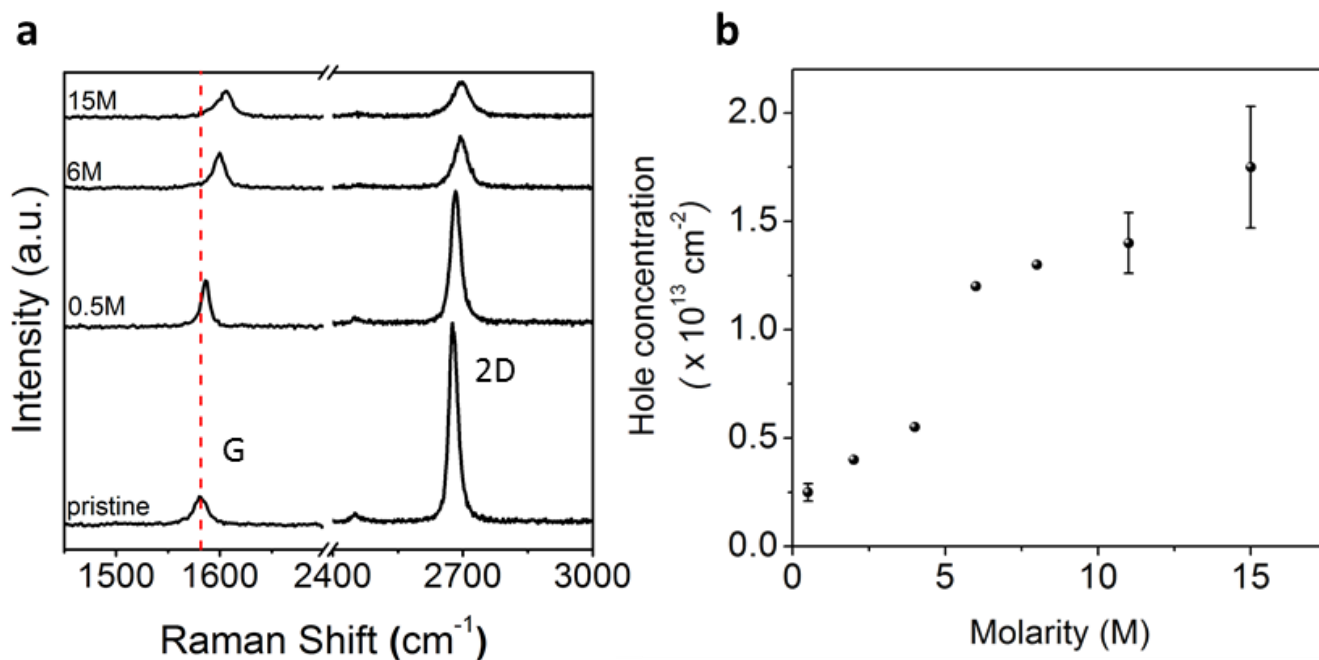 a
15M
6M
0.5M
pristine
G
2D
Intensity (a.u.)
1500 1600 2400 2700 3000
Raman Shift (cm⁻¹)
b
2.0
1.5
1.0
0.5
0.0
Hole concentration
( x 10¹³ cm⁻²)
0 5 10 15
Molarity (M)